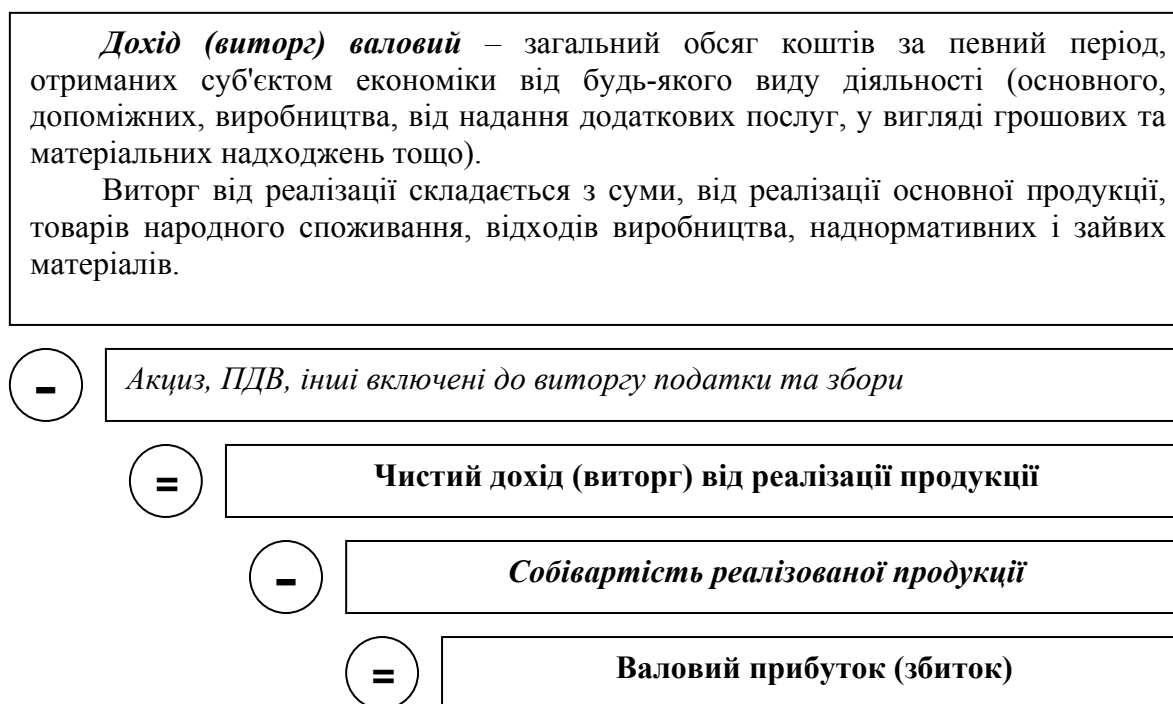 Дохід (виторг) валовий – загальний обсяг коштів за певний період,
отриманих суб'єктом економіки від будь-якого виду діяльності (основного,
допоміжних, виробництва, від надання додаткових послуг, у вигляді грошових та
матеріальних надходжень тощо).
Виторг від реалізації складається з суми, від реалізації основної продукції,
товарів народного споживання, відходів виробництва, наднормативних і зайвих
матеріалів.
- Акциз, ПДВ, інші включені до виторгу податки та збори
= Чистий дохід (виторг) від реалізації продукції
- Собівартість реалізованої продукції
= Валовий прибуток (збиток)